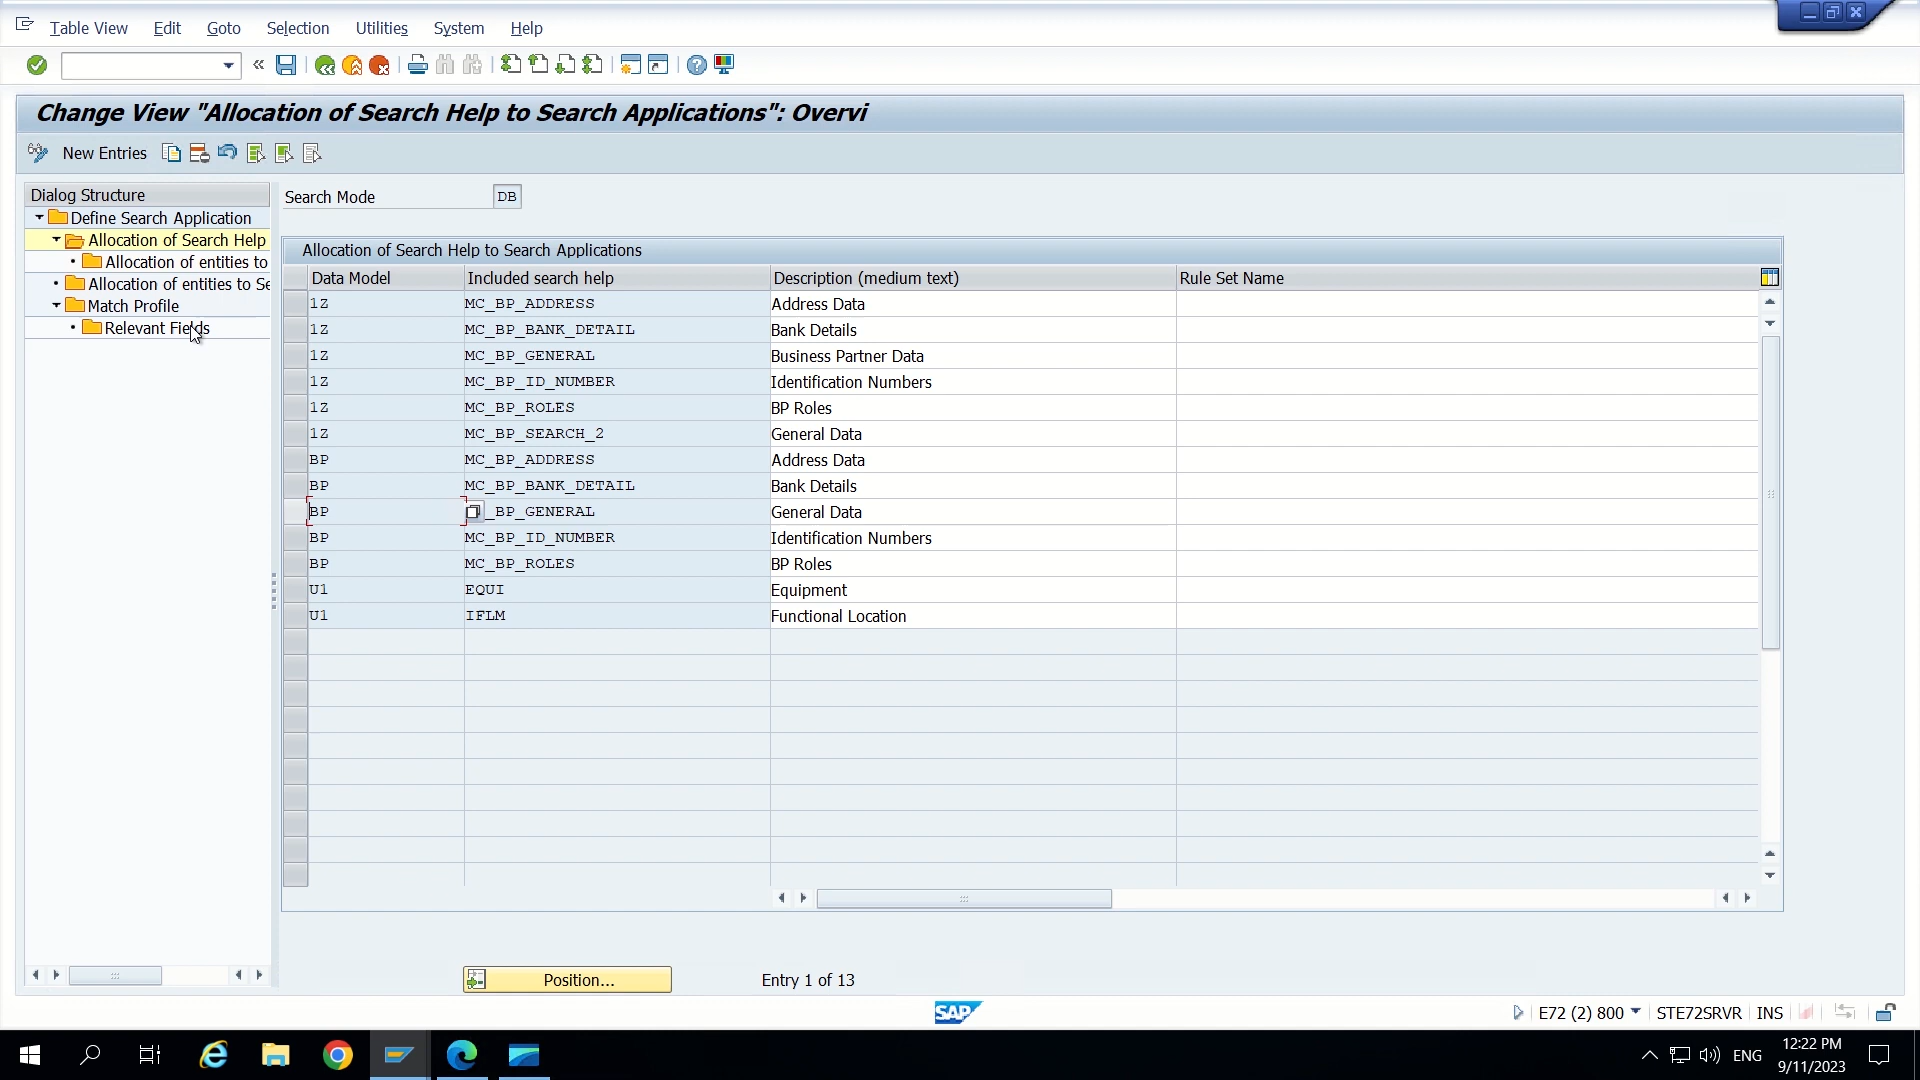 Table View Edit Goto Selection Utilities System Help
Change View "Allocation of Search Help to Search Applications": Overvi
New Entries
Dialog Structure
Define Search Application
Allocation of Search Help
Allocation of entities to
Allocation of entities to Se
Match Profile
Relevant Fields
Search Mode DB
Allocation of Search Help to Search Applications
Data Model Included search help Description (medium text) Rule Set Name
1Z MC_BP_ADDRESS Address Data
1Z MC_BP_BANK_DETAIL Bank Details
1Z MC_BP_GENERAL Business Partner Data
1Z MC_BP_ID_NUMBER Identification Numbers
1Z MC_BP_ROLES BP Roles
1Z MC_BP_SEARCH_2 General Data
BP MC_BP_ADDRESS Address Data
BP MC_BP_BANK_DETAIL Bank Details
BP _BP_GENERAL General Data
BP MC_BP_ID_NUMBER Identification Numbers
BP MC_BP_ROLES BP Roles
U1 EQUI Equipment
U1 IFLM Functional Location
Position... Entry 1 of 13
SAP E72 (2) 800 STE72SRVR INS
ENG 12:22 PM
9/11/2023